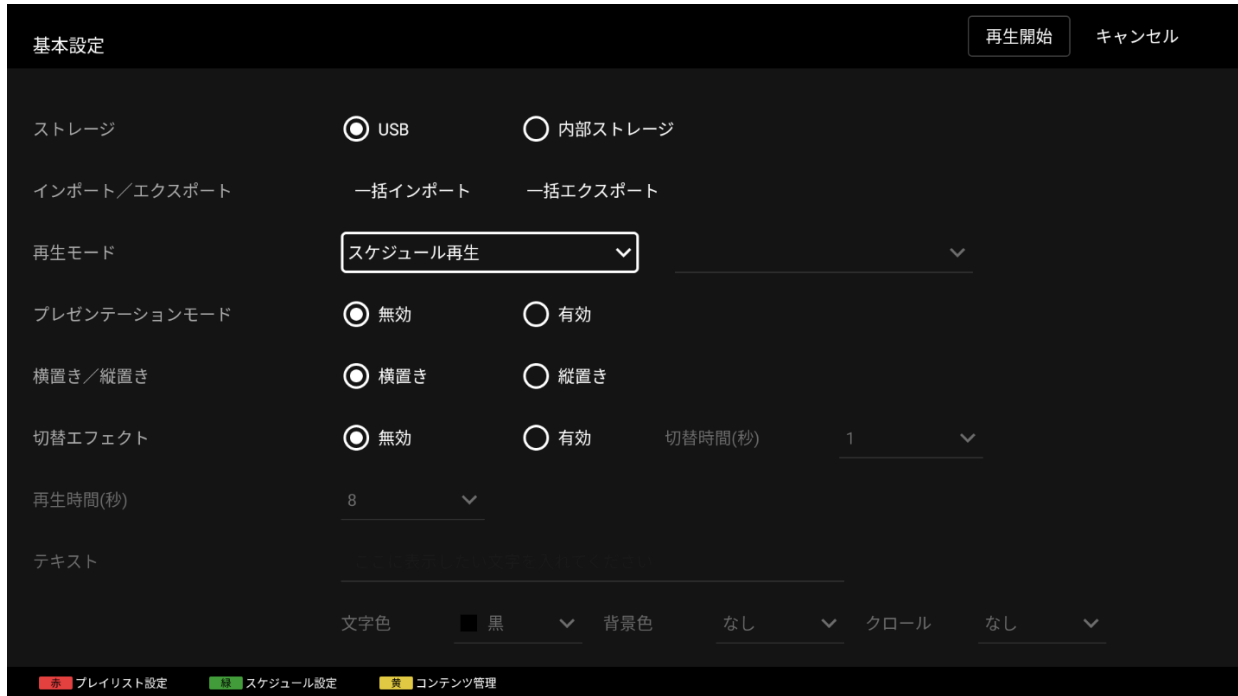 基本設定 再生開始 キャンセル
ストレージ USB 内部ストレージ
インポート／エクスポート 一括インポート 一括エクスポート
再生モード スケジュール再生
プレゼンテーションモード 無効 有効
横置き／縦置き 横置き 縦置き
切替エフェクト 無効 有効 切替時間(秒) 1
再生時間(秒) 8
テキスト
文字色 黒 背景色 なし クロール なし
赤 プレイリスト設定 緑 スケジュール設定 黄 コンテンツ管理